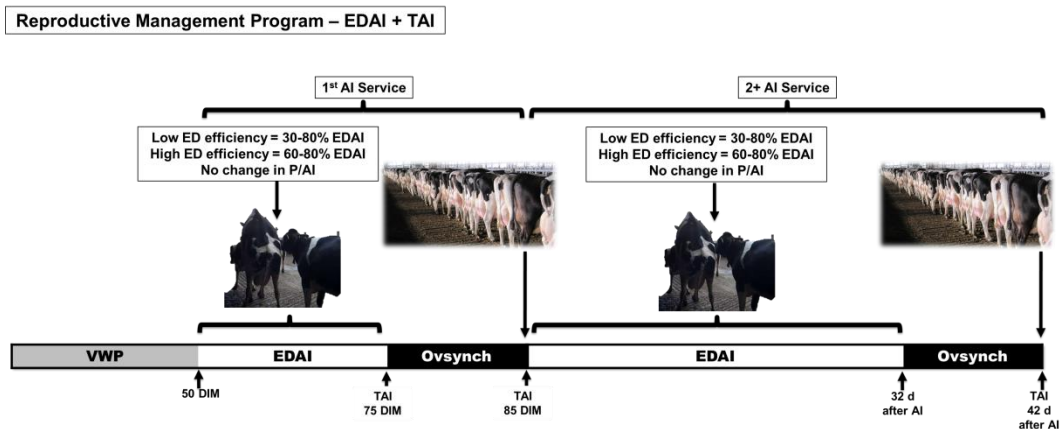 Reproductive Management Program – EDAI + TAI
1st AI Service
2+ AI Service
Low ED efficiency = 30-80% EDAI
High ED efficiency = 60-80% EDAI
No change in P/AI
Low ED efficiency = 30-80% EDAI
High ED efficiency = 60-80% EDAI
No change in P/AI
VWP
EDAI
Ovsynch
EDAI
Ovsynch
50 DIM
TAI
75 DIM
TAI
85 DIM
32 d
after AI
TAI
42 d
after AI